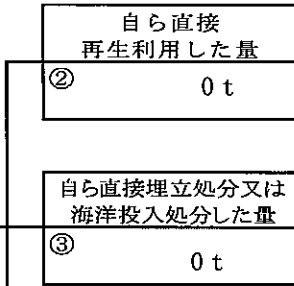 自ら直接
再生利用した量
②
0 t
自ら直接埋立処分又は
海洋投入処分した量
③
0 t